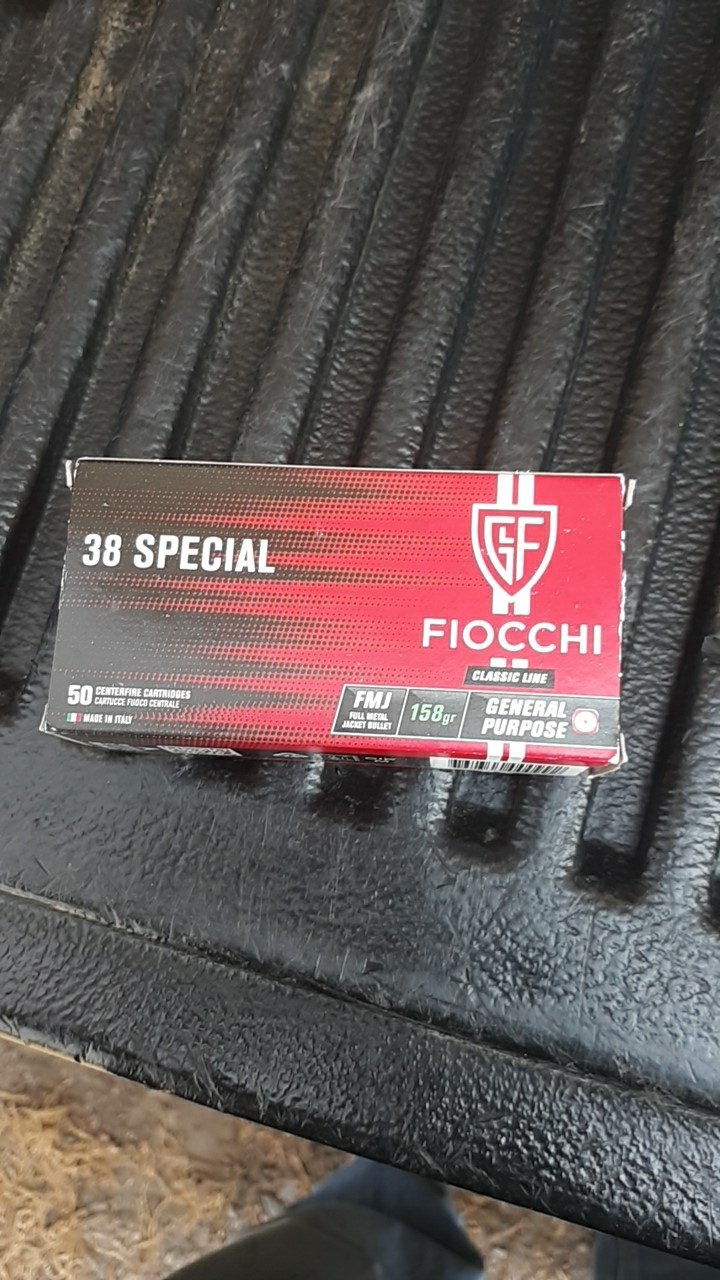 38 SPECIAL
GF
FIOCCHI
CLASSIC LINE
50 CENTERFIRE CARTRIDGES
CARTUCCE FUOCO CENTRALE
MADE IN ITALY
FMJ
FULL METAL
JACKET BULLET
158gr
GENERAL
PURPOSE